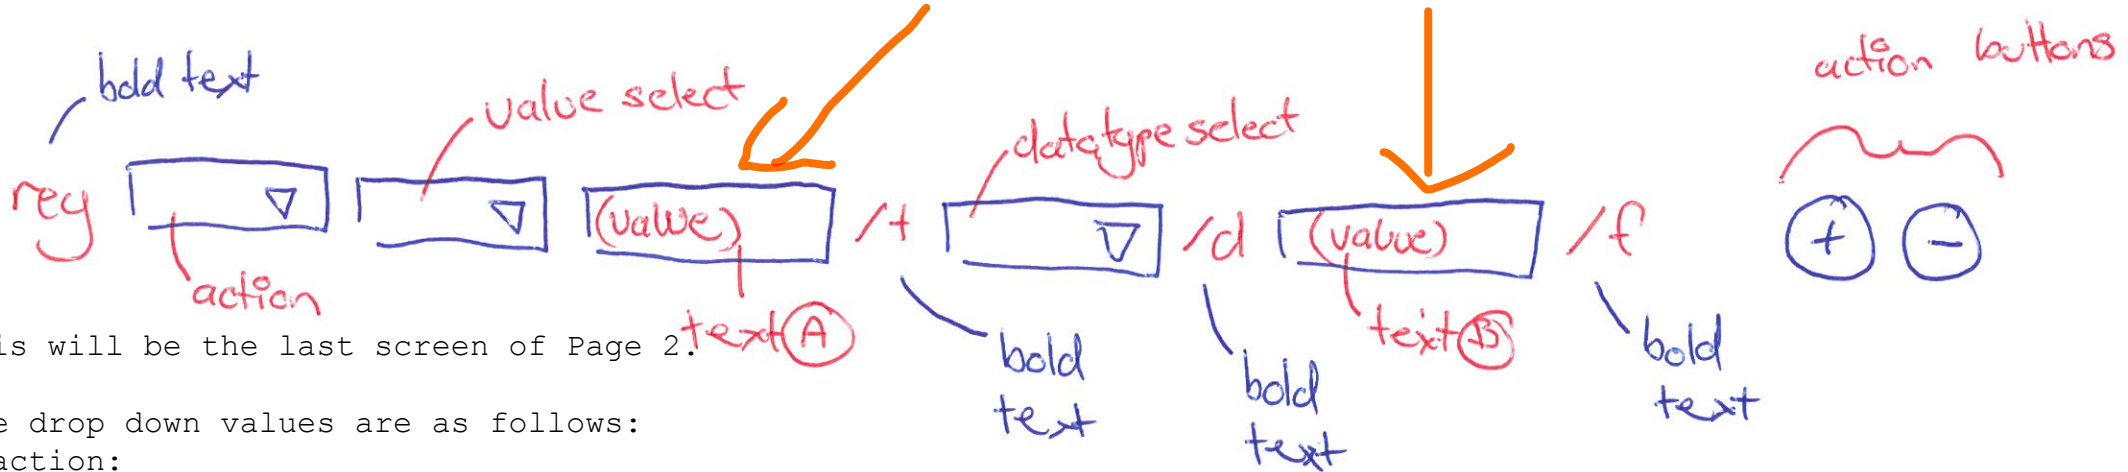 action buttons
bold text
value select
datatype select
reg (value) /t /d (value) /f + -
action
text A
text B
is will be the last screen of Page 2.
bold text
bold text
bold text
e drop down values are as follows:
action: